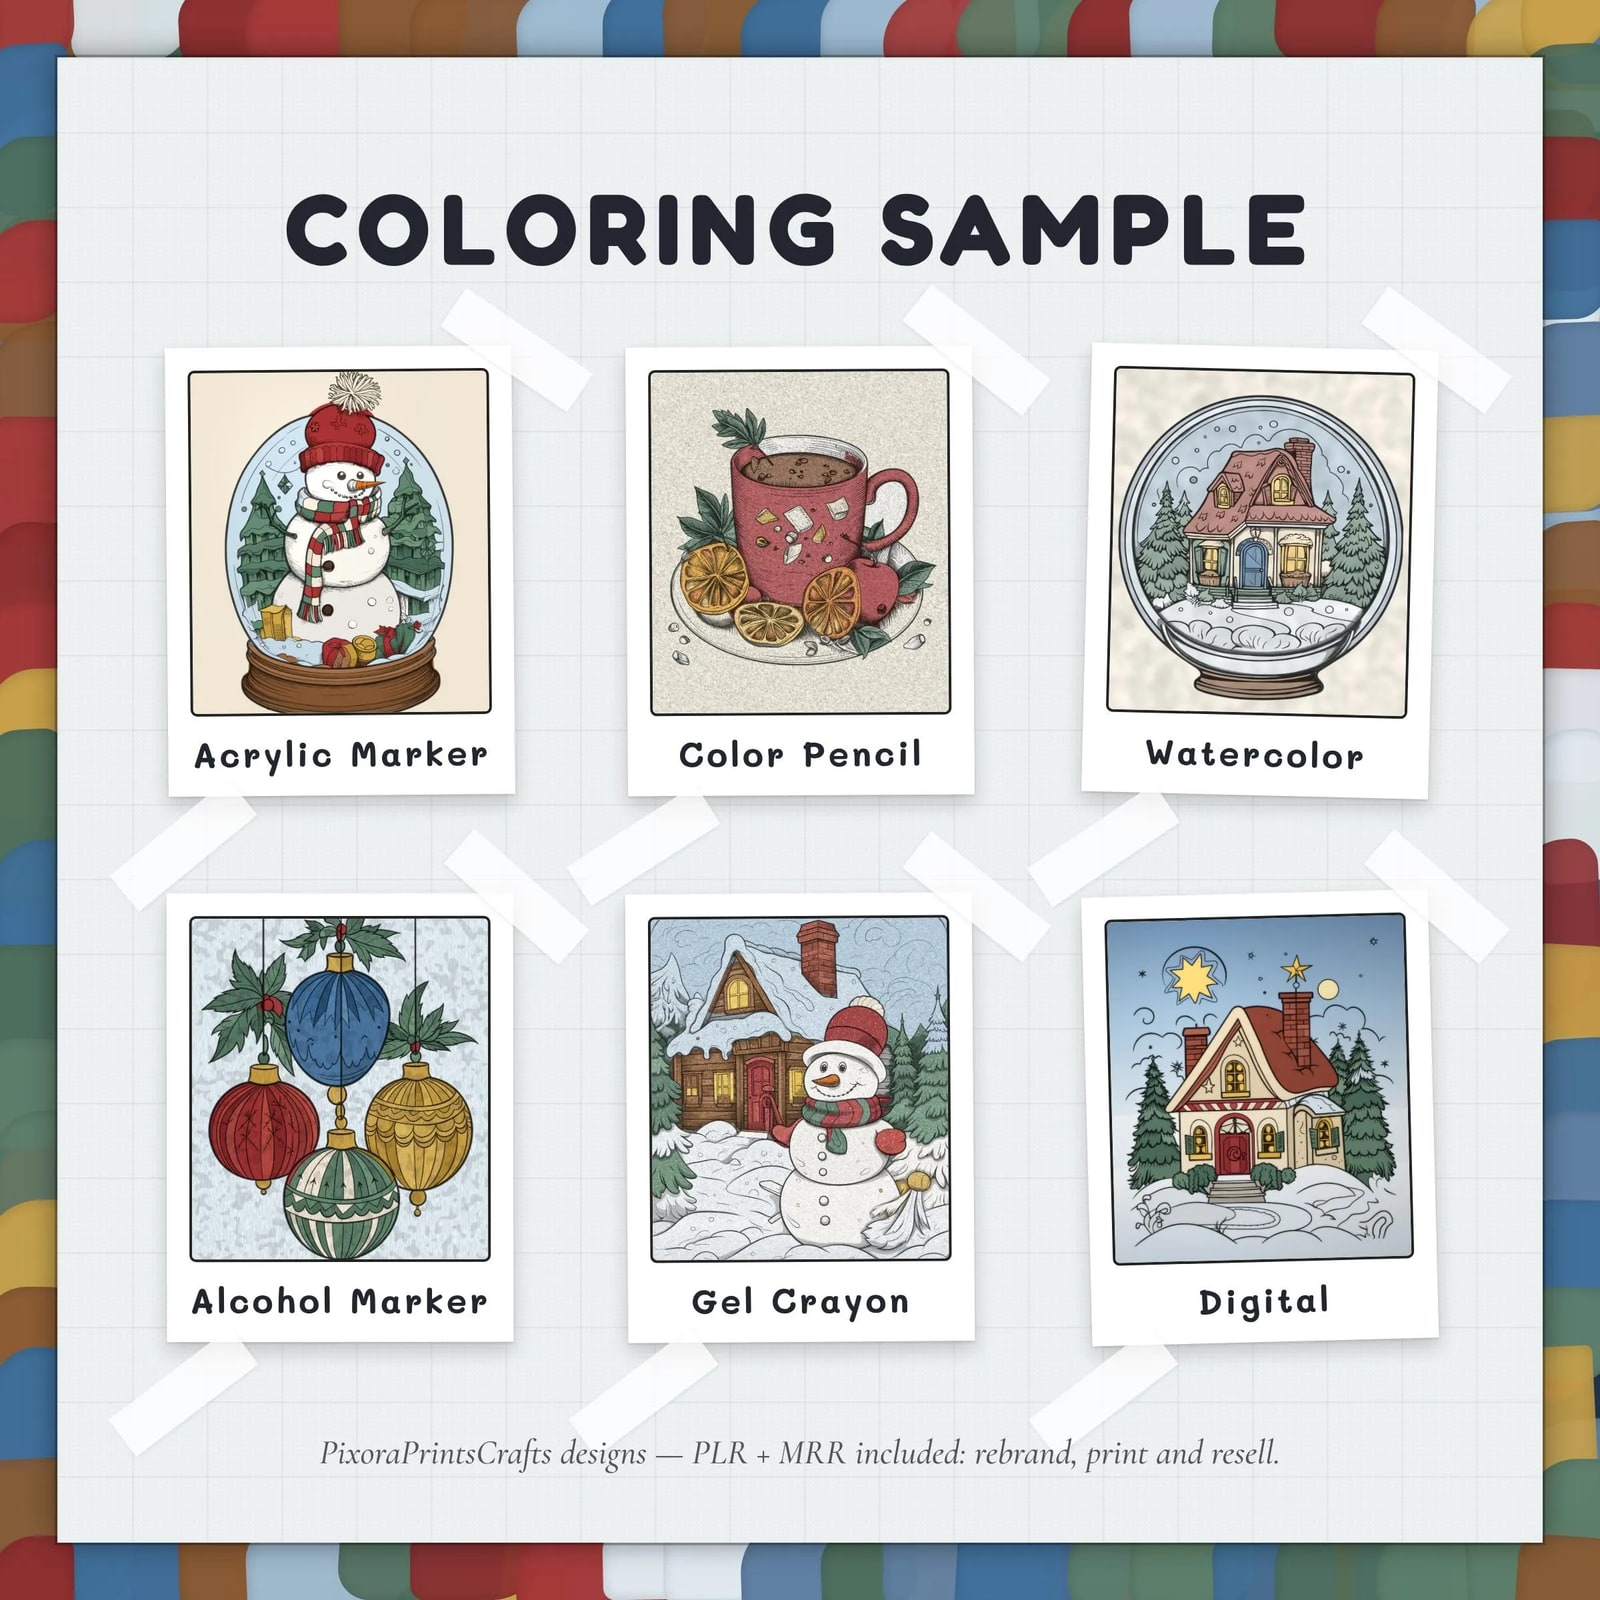 COLORING SAMPLE
Acrylic Marker
Color Pencil
Watercolor
Alcohol Marker
Gel Crayon
Digital
PixoraPrintsCrafts designs — PLR + MRR included: rebrand, print and resell.